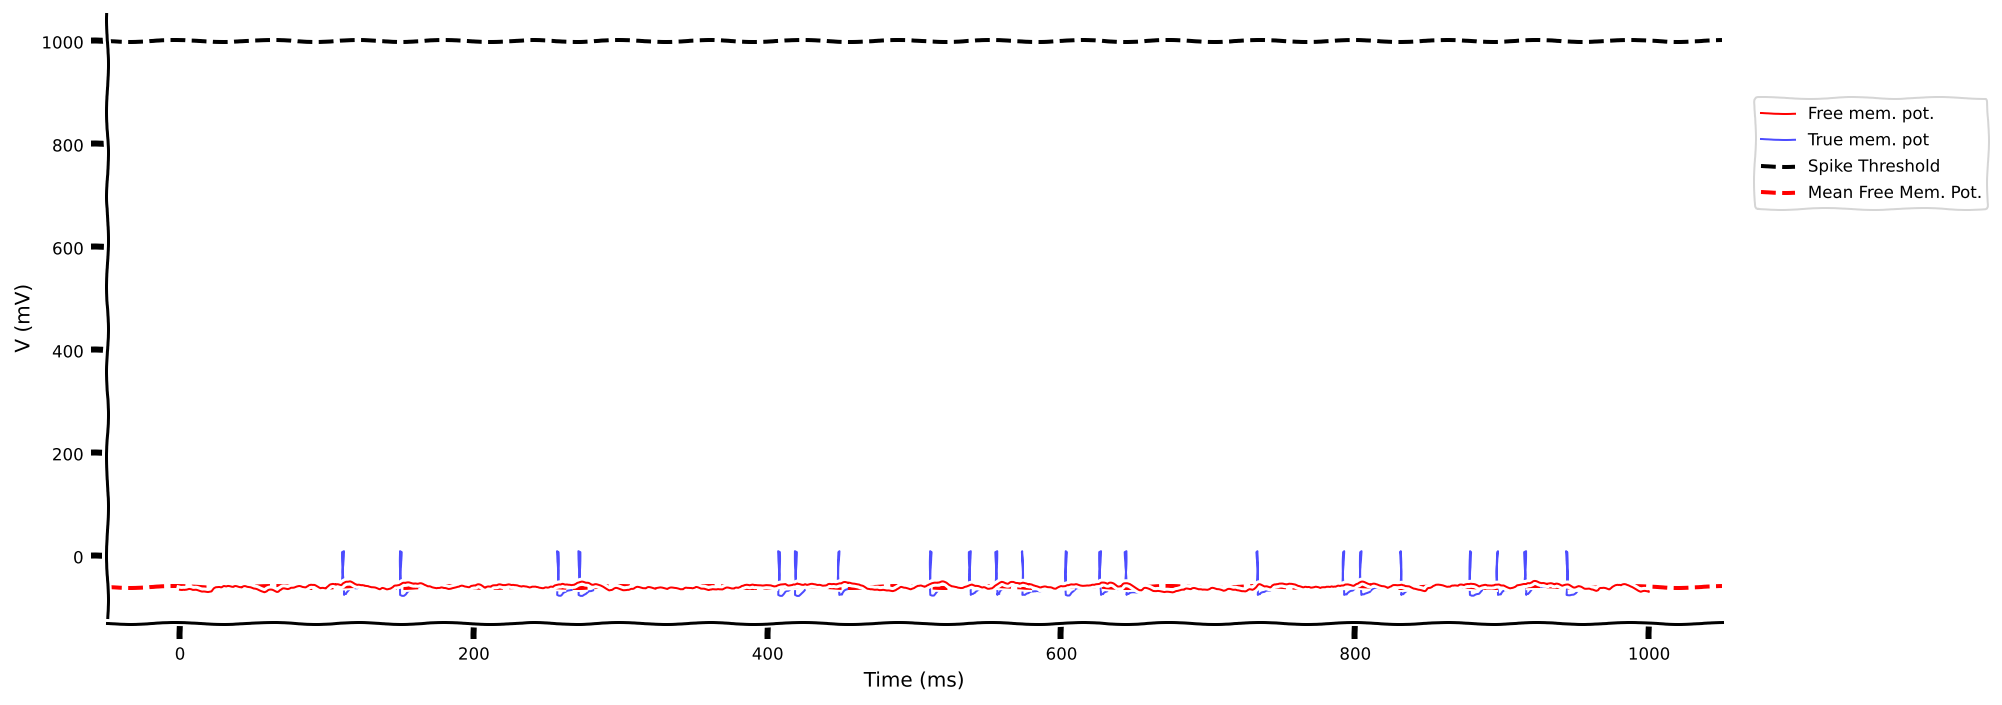 1000
800
600
400
200
0
V (mV)
0 200 400 600 800 1000
Time (ms)
Free mem. pot.
True mem. pot
Spike Threshold
Mean Free Mem. Pot.